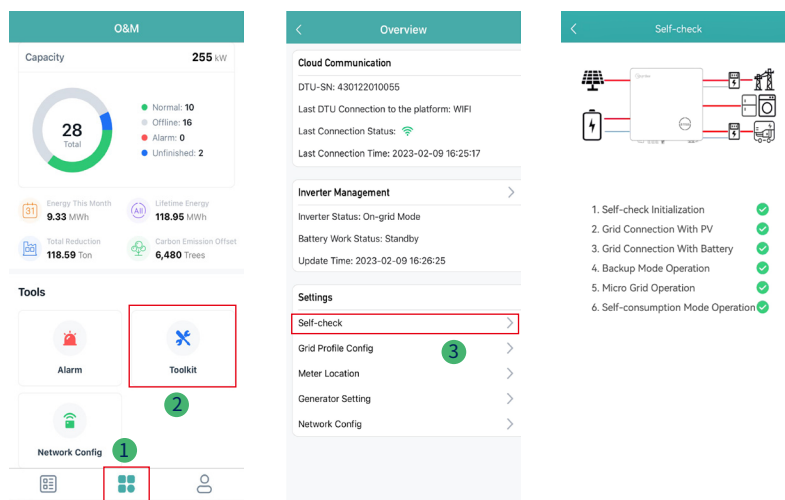 O&M
Capacity 255 kW
28
Total
Normal: 10
Offline: 16
Alarm: 0
Unfinished: 2
31
Energy This Month
9.33 MWh
All
Lifetime Energy
118.95 MWh
Total Reduction
118.59 Ton
Carbon Emission Offset
6,480 Trees
Tools
Alarm
Toolkit
2
Network Config
1
Overview
Cloud Communication
DTU-SN: 430122010055
Last DTU Connection to the platform: WIFI
Last Connection Status:
Last Connection Time: 2023-02-09 16:25:17
Inverter Management
Inverter Status: On-grid Mode
Battery Work Status: Standby
Update Time: 2023-02-09 16:26:25
Settings
Self-check
Grid Profile Config
3
Meter Location
Generator Setting
Network Config
Self-check
1. Self-check Initialization
2. Grid Connection With PV
3. Grid Connection With Battery
4. Backup Mode Operation
5. Micro Grid Operation
6. Self-consumption Mode Operation